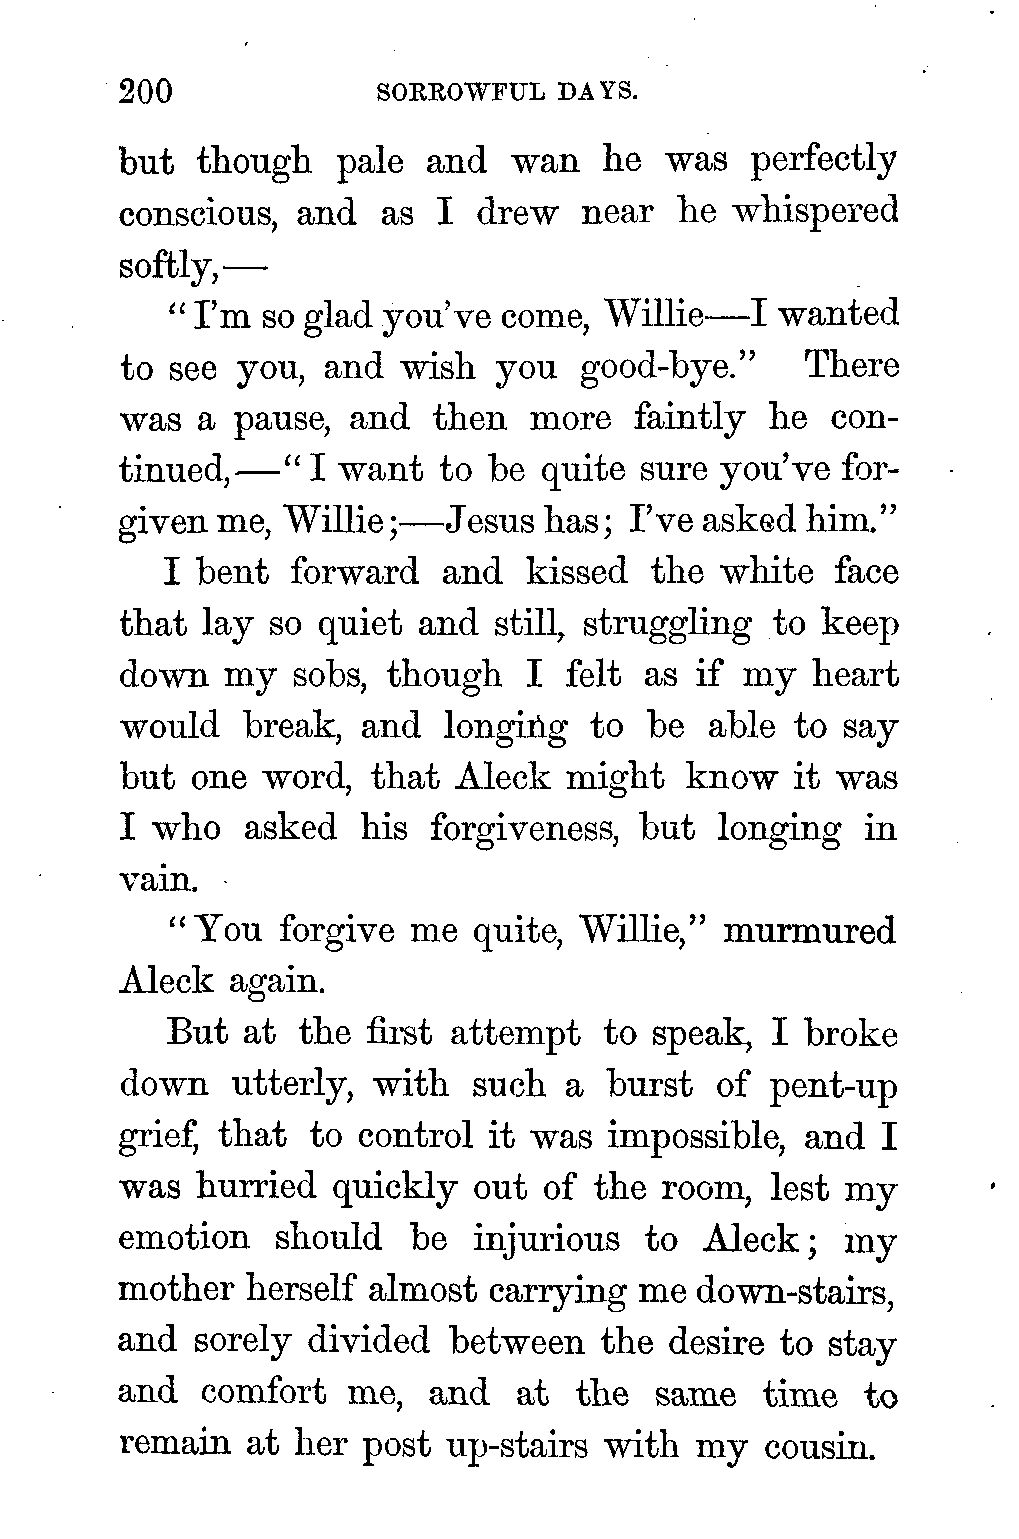 200 SORROWFUL DAYS.
but though pale and wan he was perfectly
conscious, and as I drew near he whispered
softly,—
"I'm so glad you've come, Willie—I wanted
to see you, and wish you good-bye." There
was a pause, and then more faintly he con-
tinued,—"I want to be quite sure you've for-
given me, Willie;—Jesus has; I've asked him."
I bent forward and kissed the white face
that lay so quiet and still, struggling to keep
down my sobs, though I felt as if my heart
would break, and longing to be able to say
but one word, that Aleck might know it was
I who asked his forgiveness, but longing in
vain.
"You forgive me quite, Willie," murmured
Aleck again.
But at the first attempt to speak, I broke
down utterly, with such a burst of pent-up
grief, that to control it was impossible, and I
was hurried quickly out of the room, lest my
emotion should be injurious to Aleck; my
mother herself almost carrying me down-stairs,
and sorely divided between the desire to stay
and comfort me, and at the same time to
remain at her post up-stairs with my cousin.